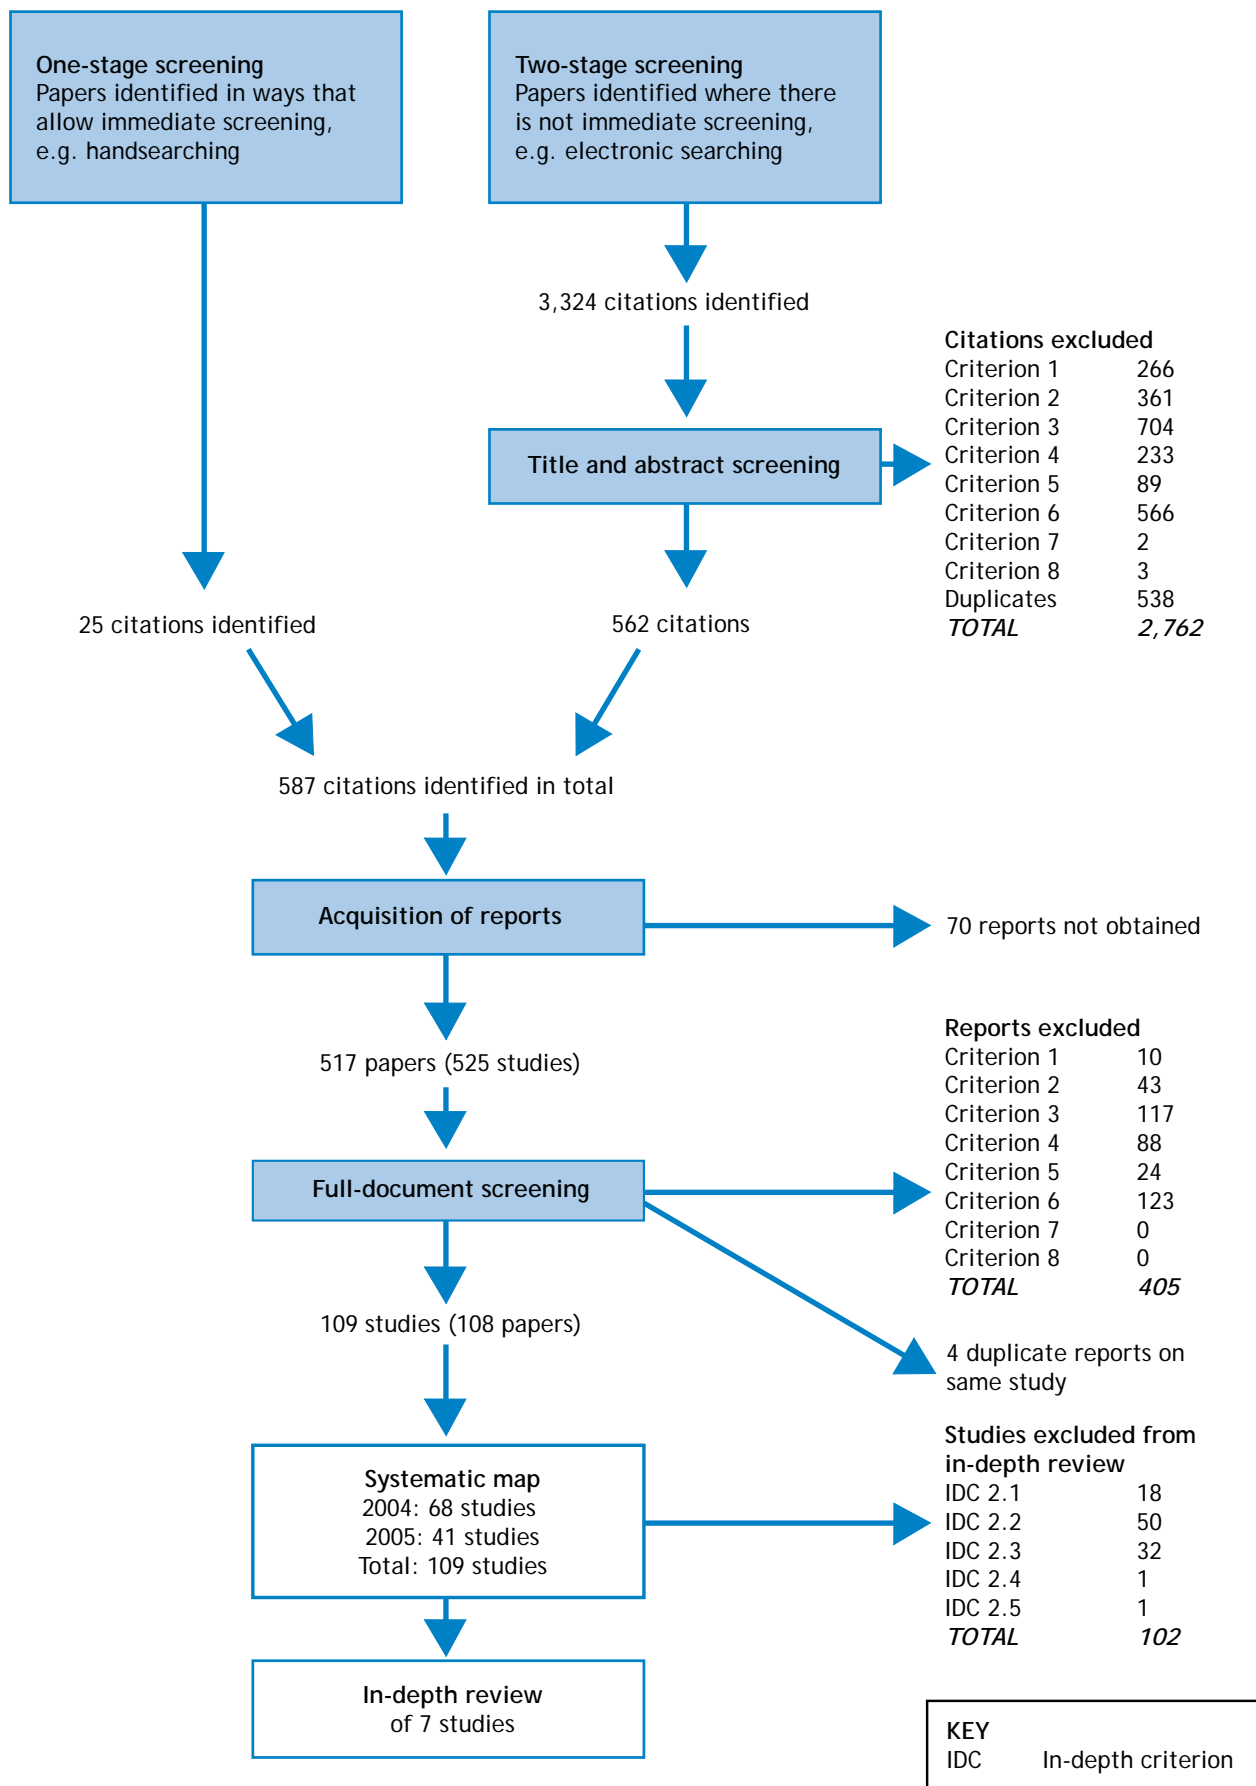 One-stage screening
Papers identified in ways that
allow immediate screening,
e.g. handsearching
Two-stage screening
Papers identified where there
is not immediate screening,
e.g. electronic searching
3,324 citations identified
Title and abstract screening
Citations excluded
Criterion 1 266
Criterion 2 361
Criterion 3 704
Criterion 4 233
Criterion 5 89
Criterion 6 566
Criterion 7 2
Criterion 8 3
Duplicates 538
TOTAL 2,762
25 citations identified
562 citations
587 citations identified in total
Acquisition of reports
70 reports not obtained
517 papers (525 studies)
Full-document screening
Reports excluded
Criterion 1 10
Criterion 2 43
Criterion 3 117
Criterion 4 88
Criterion 5 24
Criterion 6 123
Criterion 7 0
Criterion 8 0
TOTAL 405
4 duplicate reports on
same study
109 studies (108 papers)
Systematic map
2004: 68 studies
2005: 41 studies
Total: 109 studies
Studies excluded from
in-depth review
IDC 2.1 18
IDC 2.2 50
IDC 2.3 32
IDC 2.4 1
IDC 2.5 1
TOTAL 102
In-depth review
of 7 studies
KEY
IDC In-depth criterion